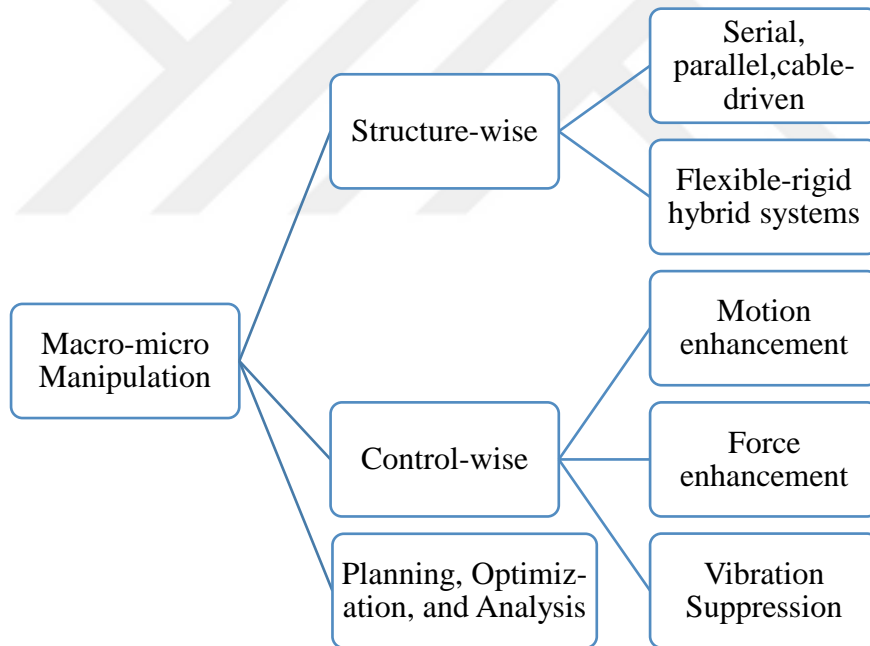 Macro-micro
Manipulation
Structure-wise
Serial,
parallel,cable-
driven
Flexible-rigid
hybrid systems
Control-wise
Motion
enhancement
Force
enhancement
Vibration
Suppression
Planning, Optimiz-
ation, and Analysis